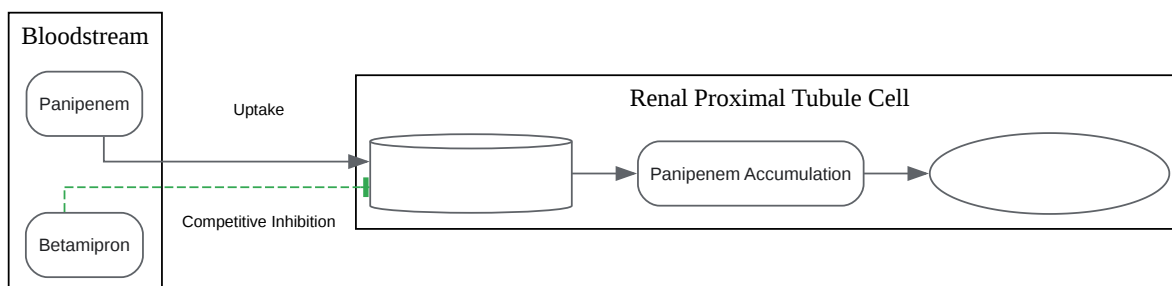 Bloodstream
Panipenem
Uptake
Renal Proximal Tubule Cell
Panipenem Accumulation
Competitive Inhibition
Betamipron